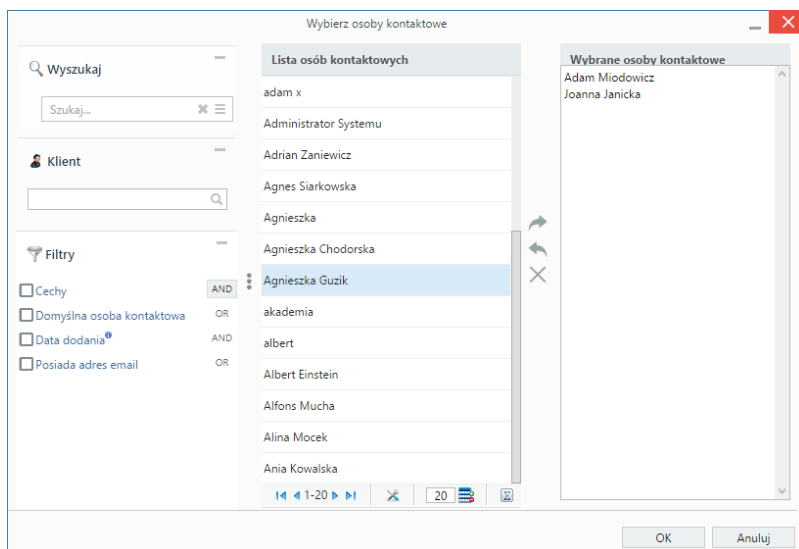 Wybierz osoby kontaktowe
Wyszukaj
Szukaj...
Klient
Filtry
Cechy AND
Domyślna osoba kontaktowa OR
Data dodania AND
Posiada adres email OR
Lista osób kontaktowych
adam x
Administrator Systemu
Adrian Zaniewicz
Agnes Siarkowska
Agnieszka
Agnieszka Chodorska
Agnieszka Guzik
akademia
albert
Albert Einstein
Alfons Mucha
Alina Mocek
Ania Kowalska
1-20 20 Σ
Wybrane osoby kontaktowe
Adam Miodowicz
Joanna Janicka
OK Anuluj